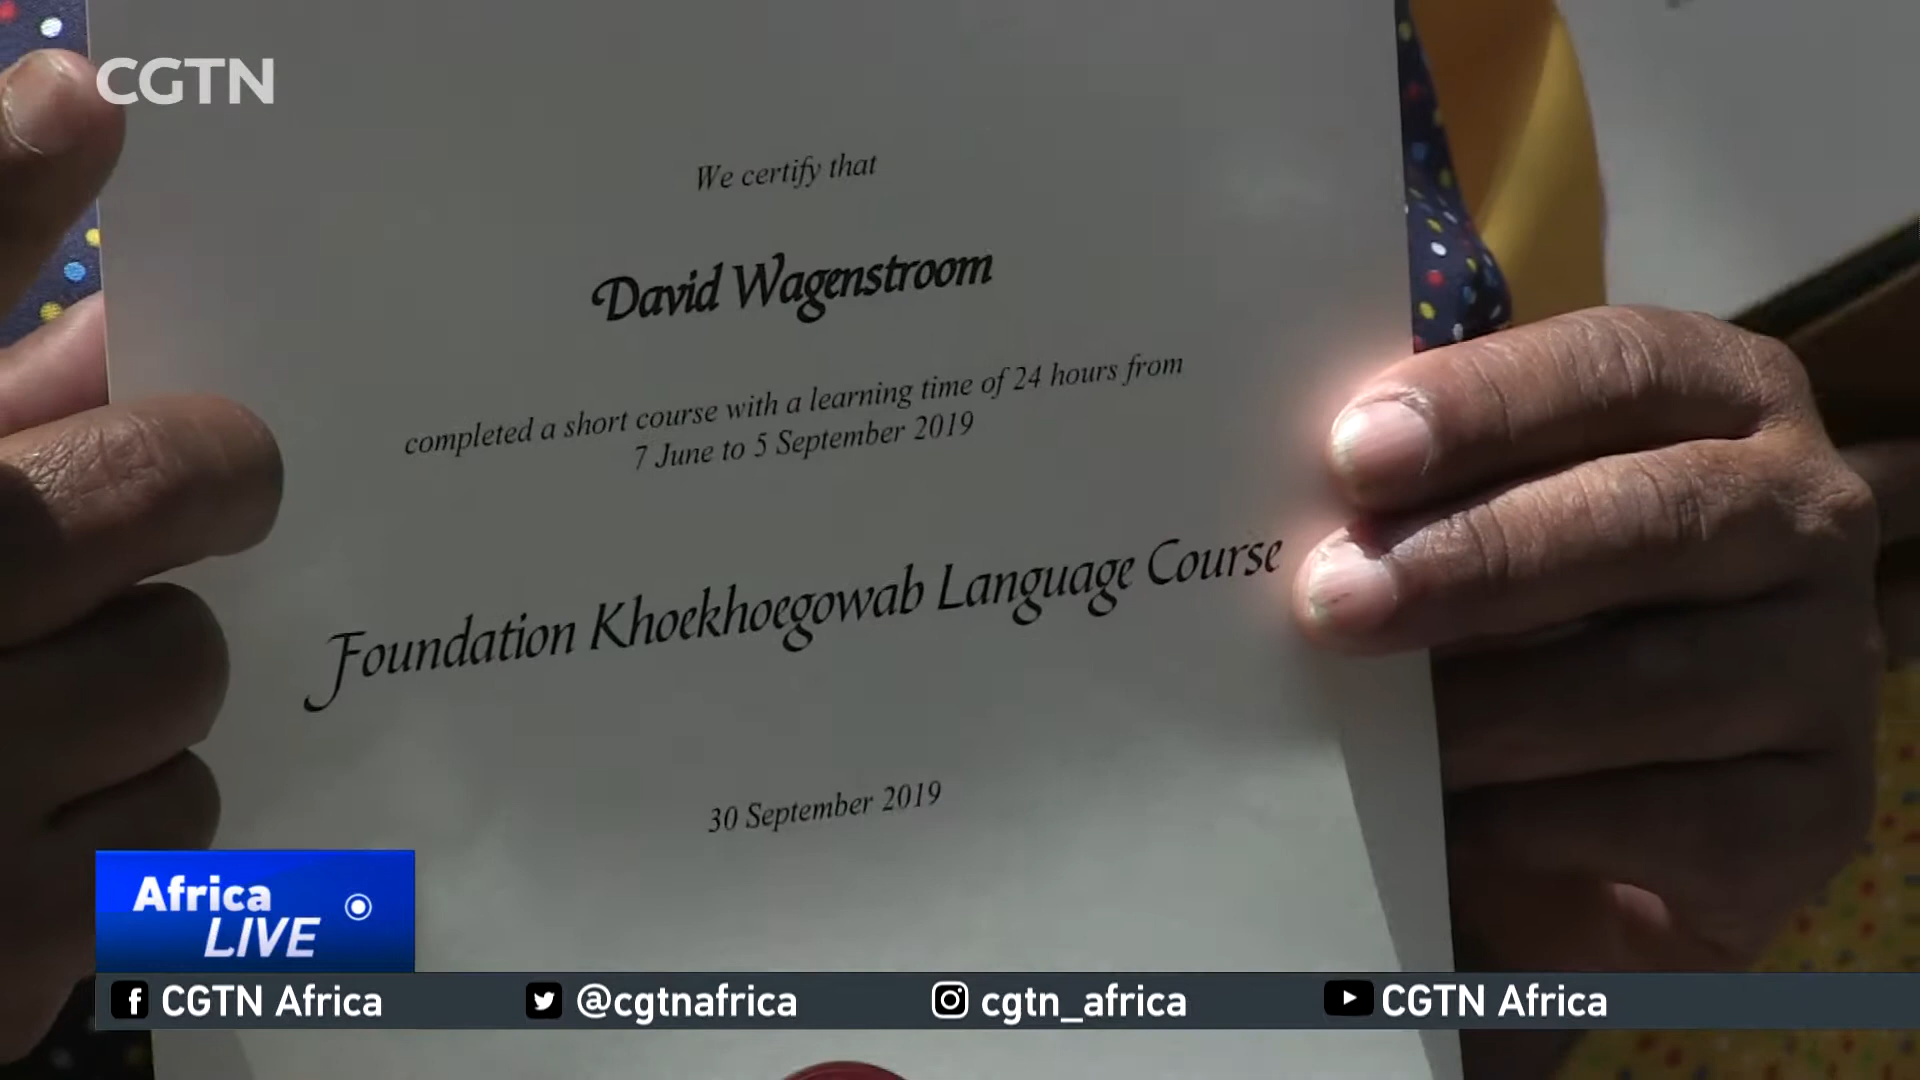 CGTN
We certify that
David Wagenstroom
completed a short course with a learning time of 24 hours from
7 June to 5 September 2019
Foundation Khoekhoegowab Language Course
30 September 2019
Africa
LIVE
CGTN Africa @cgtnafrica cgtn_africa CGTN Africa